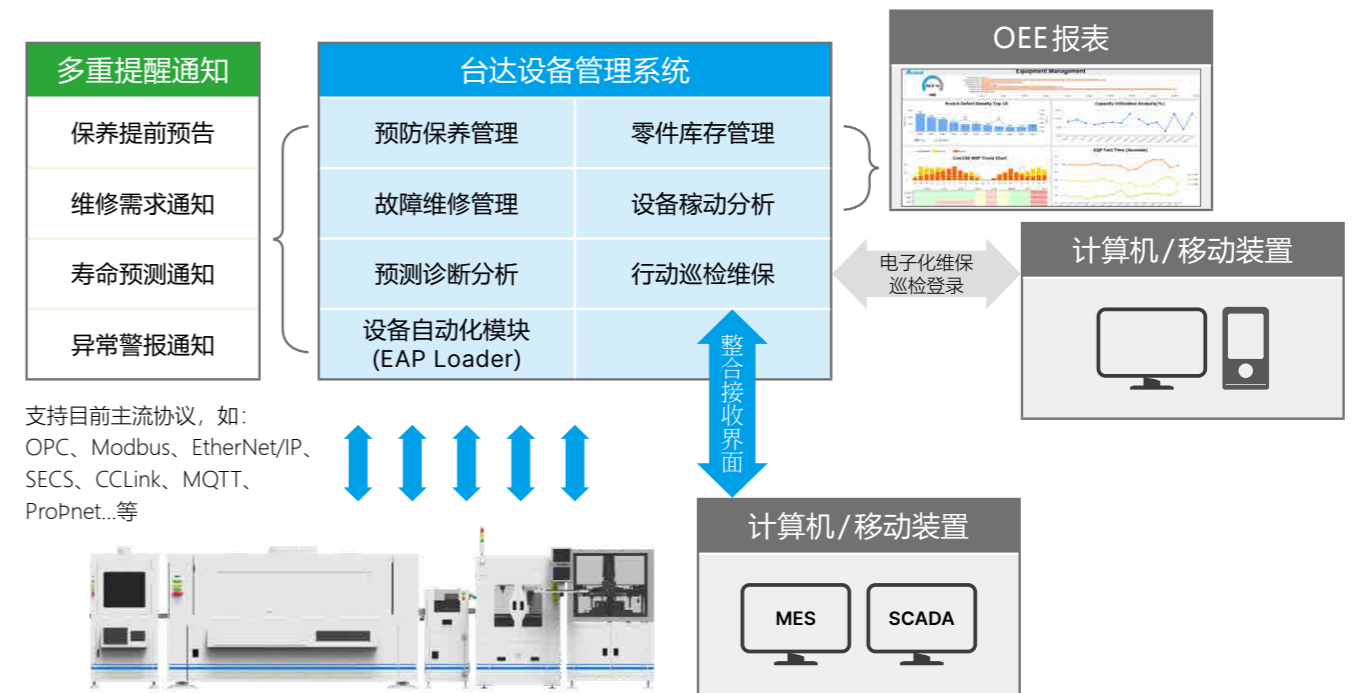 多重提醒通知
保养提前预告
维修需求通知
寿命预测通知
异常警报通知
台达设备管理系统
预防保养管理
零件库存管理
故障维修管理
设备稼动分析
预测诊断分析
行动巡检维保
设备自动化模块
(EAP Loader)
OEE报表
Equipment Management
Capacity Utilization Analysis(%)
电子化维保
巡检登录
计算机/移动装置
整合接收界面
支持目前主流协议，如：
OPC、Modbus、EtherNet/IP、
SECS、CCLink、MQTT、
ProÞnet...等
计算机/移动装置
MES
SCADA